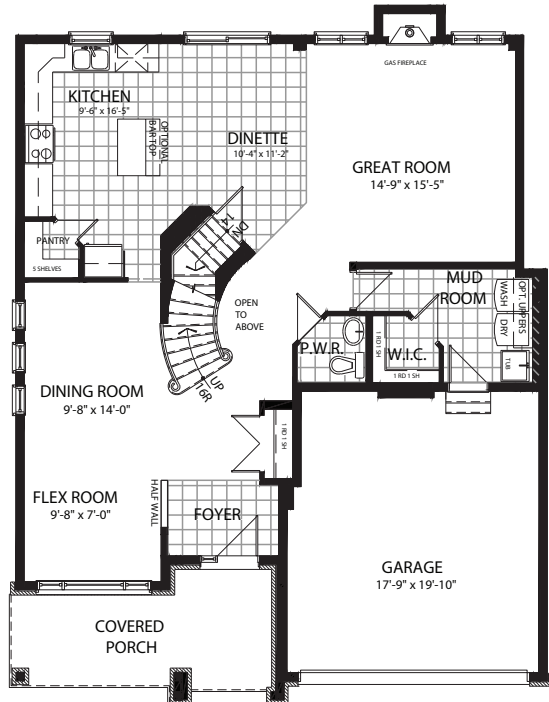 GAS FIREPLACE
KITCHEN
9'-6" x 16'-5"
OPTIONAL
BAR TOP
DINETTE
10'-4" x 11'-2"
GREAT ROOM
14'-9" x 15'-5"
DN
14
PANTRY
5 SHELVES
OPEN
TO
ABOVE
MUD
ROOM
OPT. UPPERS
WASH
DRY
TUB
P.W.R.
1 RD 1 SH
W.I.C.
1 RD 1 SH
UP
16R
DINING ROOM
9'-8" x 14'-0"
1 RD 1 SH
FLEX ROOM
9'-8" x 7'-0"
HALF WALL
FOYER
GARAGE
17'-9" x 19'-10"
COVERED
PORCH